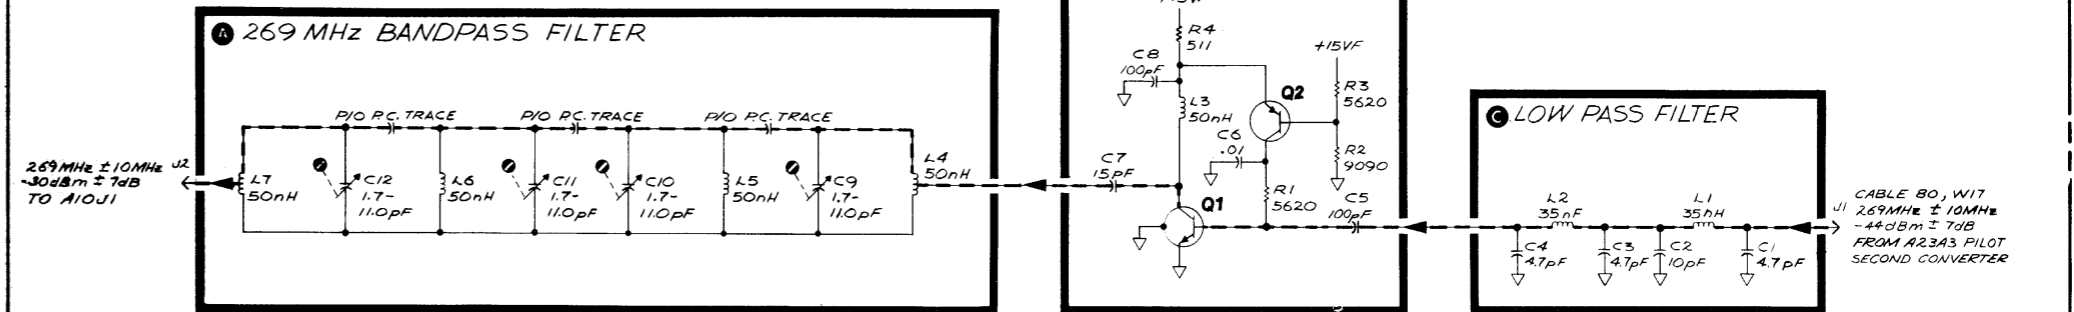 A 269 MHz BANDPASS FILTER
P/O P.C. TRACE
P/O P.C. TRACE
P/O P.C. TRACE
269MHz ± 10MHz
-30dBm ± 7dB
TO A10J1
J2
L7
50nH
C12
1.7-
11.0pF
L6
50nH
C11
1.7-
11.0pF
C10
1.7-
11.0pF
L5
50nH
C9
1.7-
11.0pF
L4
50nH
R4
511
C8
100pF
L3
50nH
Q2
+15VF
R3
5620
R2
9090
C6
.01
C7
15pF
Q1
R1
5620
C5
100pF
C LOW PASS FILTER
L2
35nF
L1
35nH
C4
4.7pF
C3
4.7pF
C2
10pF
C1
4.7pF
J1
CABLE 80, W17
269MHz ± 10MHz
-44dBm ± 7dB
FROM A23A3 PILOT
SECOND CONVERTER